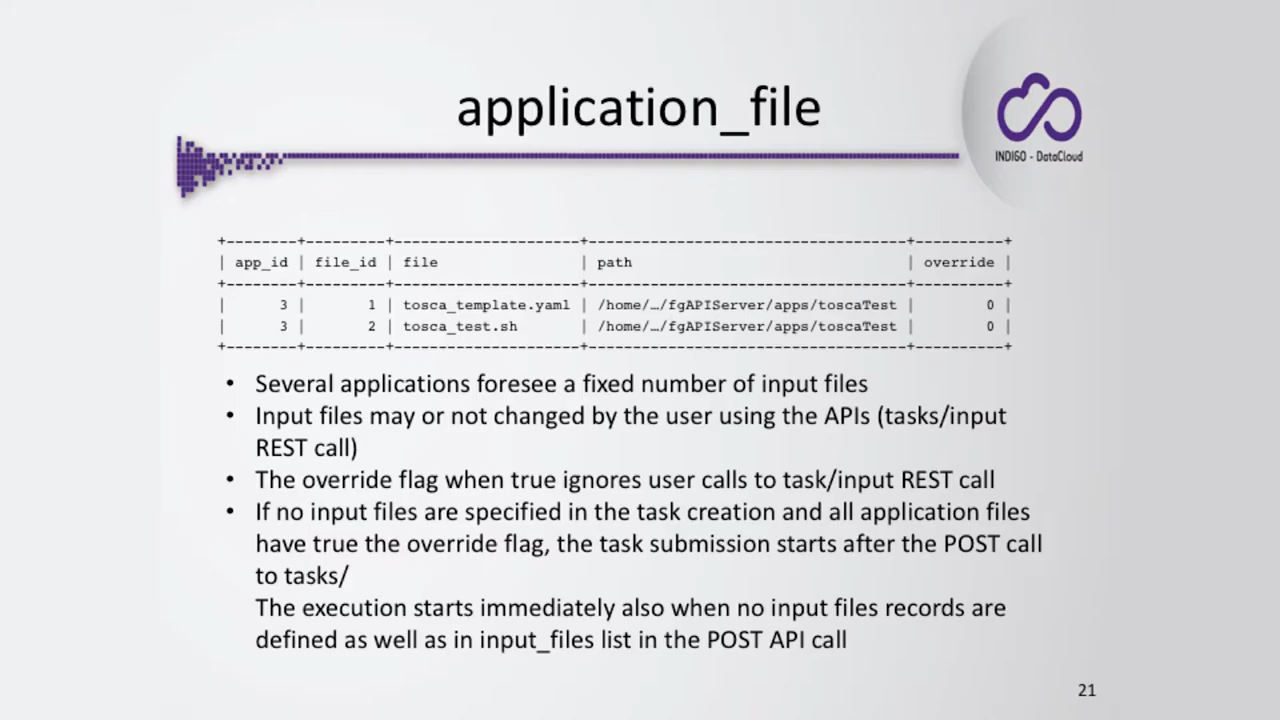 application_file
INDIGO - DataCloud
+--------+---------+---------------------+------------------------------------+----------+
| app_id | file_id | file                | path                               | override |
+--------+---------+---------------------+------------------------------------+----------+
|      3 |       1 | tosca_template.yaml | /home/…/fgAPIServer/apps/toscaTest |        0 |
|      3 |       2 | tosca_test.sh       | /home/…/fgAPIServer/apps/toscaTest |        0 |
+--------+---------+---------------------+------------------------------------+----------+
• Several applications foresee a fixed number of input files
• Input files may or not changed by the user using the APIs (tasks/input
REST call)
• The override flag when true ignores user calls to task/input REST call
• If no input files are specified in the task creation and all application files
have true the override flag, the task submission starts after the POST call
to tasks/
The execution starts immediately also when no input files records are
defined as well as in input_files list in the POST API call
21